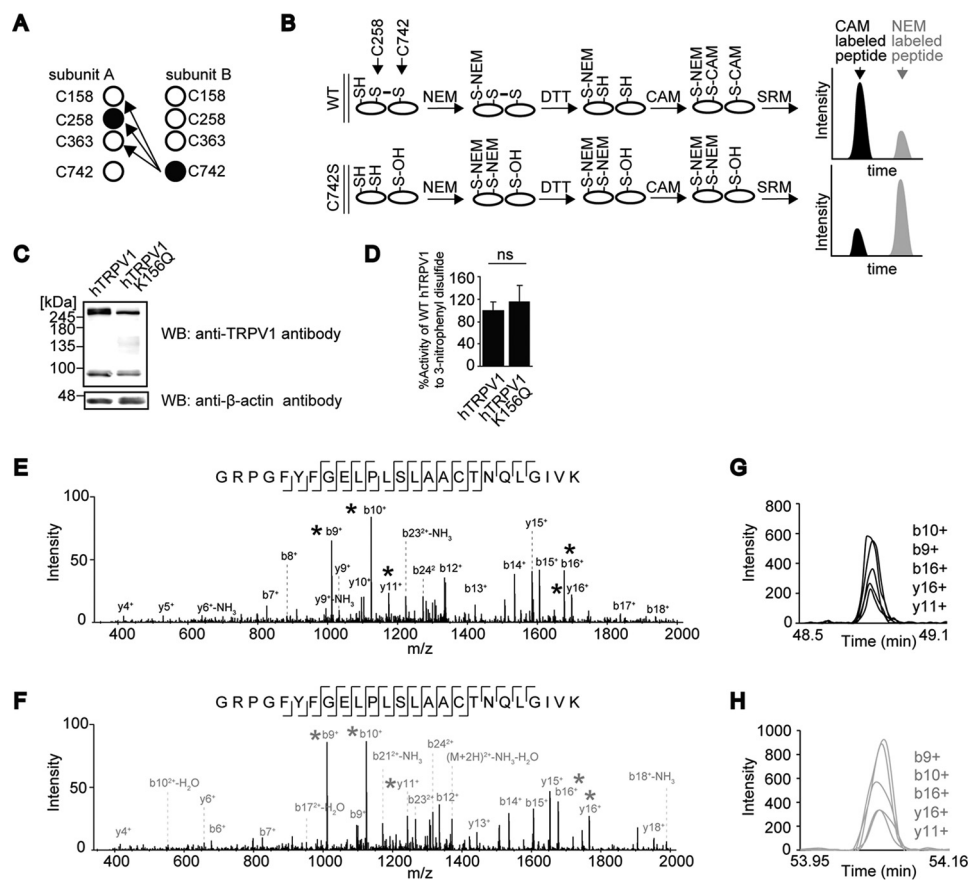 A
subunit A
subunit B
C158
C258
C363
C742
C158
C258
C363
C742
B
C258
C742
WT
SH
S
S
NEM
S-NEM
S
S
DTT
S-NEM
SH
SH
CAM
S-NEM
S-CAM
S-CAM
SRM
C742S
SH
SH
S-OH
NEM
S-NEM
S-NEM
S-OH
DTT
S-NEM
S-NEM
S-OH
CAM
S-NEM
S-NEM
S-OH
SRM
CAM labeled peptide
NEM labeled peptide
Intensity
time
Intensity
time
C
hTRPV1
hTRPV1 K156Q
[kDa]
245
180
135
100
48
WB: anti-TRPV1 antibody
WB: anti-β-actin antibody
D
ns
%Activity of WT hTRPV1
to 3-nitrophenyl disulfide
160
120
80
40
0
hTRPV1
hTRPV1 K156Q
E
GRPGFYFGELPLSLAACTNQLGIVK
100
50
0
Intensity
y4+
y5+
y6+-NH3
b7+
b8+
* b9+
y9+-NH3
y9+
y10+
* b10+
* y11+
b23²+-NH3
b24²
b12+
b13+
b14+
y15+
b15+
*
* b16+
y16+
b17+
b18+
400 600 800 1000 1200 1400 1600 1800 2000
m/z
F
GRPGFYFGELPLSLAACTNQLGIVK
100
50
0
Intensity
y4+
b10²+-H2O
y6+
b6+
b7+
b17²+-H2O
* b9+
b9+
* b10+
b21²+-NH3
* y11+
b23²+
b24²+
b12+
(M+2H)²+-NH3-H2O
y13+
b14+
b15+
y15+
b16+
*
* y16+
y18+
b18+-NH3
400 600 800 1000 1200 1400 1600 1800 2000
m/z
G
800
600
400
200
0
Intensity
b10+
b9+
b16+
y16+
y11+
48.5
Time (min)
49.1
H
1000
800
600
400
200
0
Intensity
b9+
b10+
b16+
y16+
y11+
53.95
Time (min)
54.16